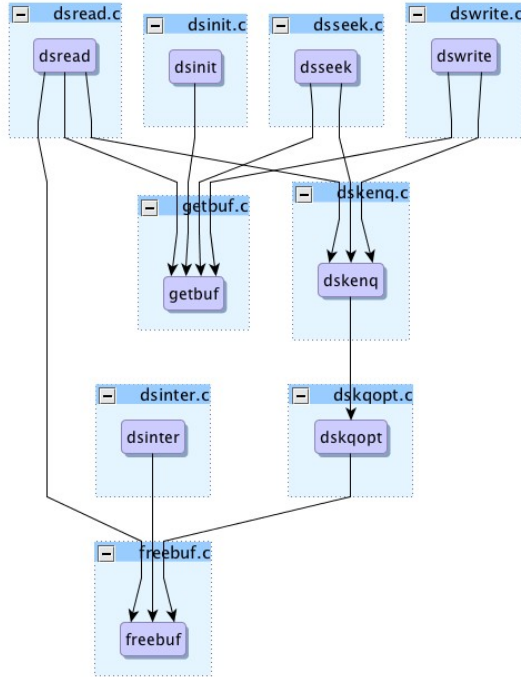 dsread.c
dsinit.c
dsseek.c
dswrite.c
dsread
dsinit
dsseek
dswrite
getbuf.c
dskenq.c
getbuf
dskenq
dsinter.c
dskqopt.c
dsinter
dskqopt
freebuf.c
freebuf